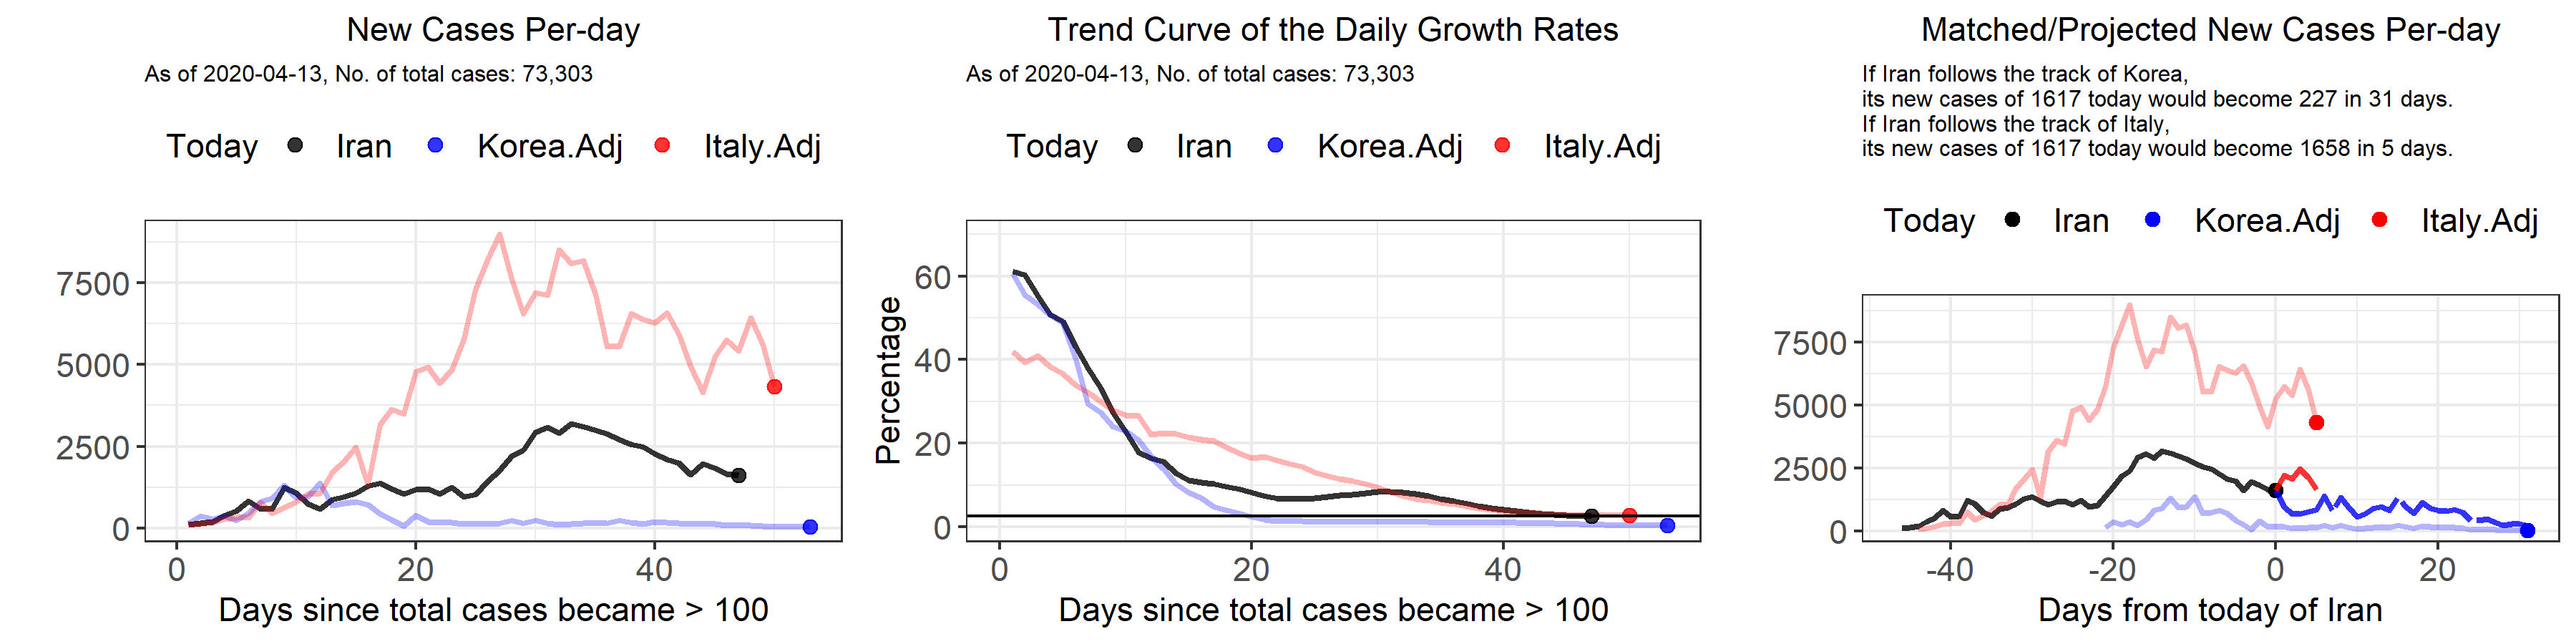 New Cases Per-day
As of 2020-04-13, No. of total cases: 73,303
Today Iran Korea.Adj Italy.Adj
7500
5000
2500
0
0 20 40
Days since total cases became > 100
Trend Curve of the Daily Growth Rates
As of 2020-04-13, No. of total cases: 73,303
Today Iran Korea.Adj Italy.Adj
Percentage
60
40
20
0
0 20 40
Days since total cases became > 100
Matched/Projected New Cases Per-day
If Iran follows the track of Korea,
its new cases of 1617 today would become 227 in 31 days.
If Iran follows the track of Italy,
its new cases of 1617 today would become 1658 in 5 days.
Today Iran Korea.Adj Italy.Adj
7500
5000
2500
0
-40 -20 0 20
Days from today of Iran